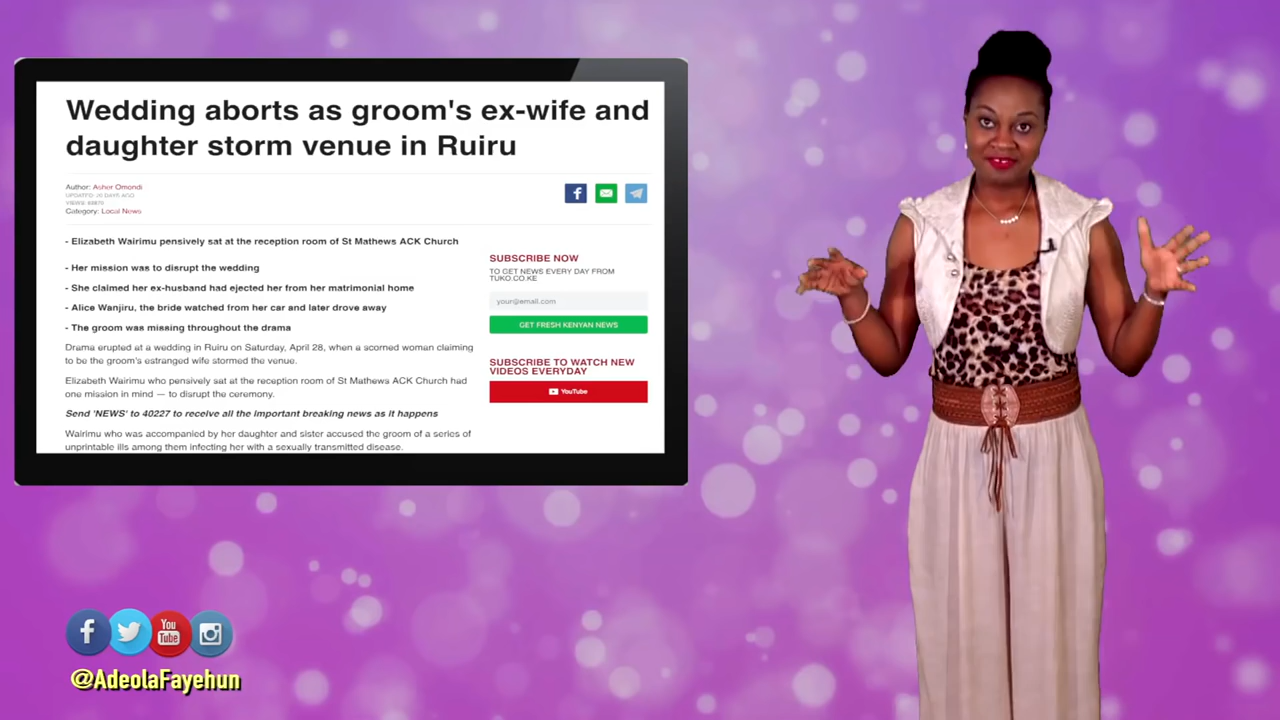 Wedding aborts as groom's ex-wife and
daughter storm venue in Ruiru
Author: Asher Omondi
UPDATED: 20 DAYS AGO
VIEWS: 69870
Category: Local News
- Elizabeth Wairimu pensively sat at the reception room of St Mathews ACK Church
- Her mission was to disrupt the wedding
- She claimed her ex-husband had ejected her from her matrimonial home
- Alice Wanjiru, the bride watched from her car and later drove away
- The groom was missing throughout the drama
Drama erupted at a wedding in Ruiru on Saturday, April 28, when a scorned woman claiming
to be the groom's estranged wife stormed the venue.
Elizabeth Wairimu who pensively sat at the reception room of St Mathews ACK Church had
one mission in mind — to disrupt the ceremony.
Send 'NEWS' to 40227 to receive all the important breaking news as it happens
Wairimu who was accompanied by her daughter and sister accused the groom of a series of
unprintable ills among them infecting her with a sexually transmitted disease.
SUBSCRIBE NOW
TO GET NEWS EVERY DAY FROM
TUKO.CO.KE
your@email.com
GET FRESH KENYAN NEWS
SUBSCRIBE TO WATCH NEW
VIDEOS EVERYDAY
YouTube
You
Tube
@AdeolaFayehun